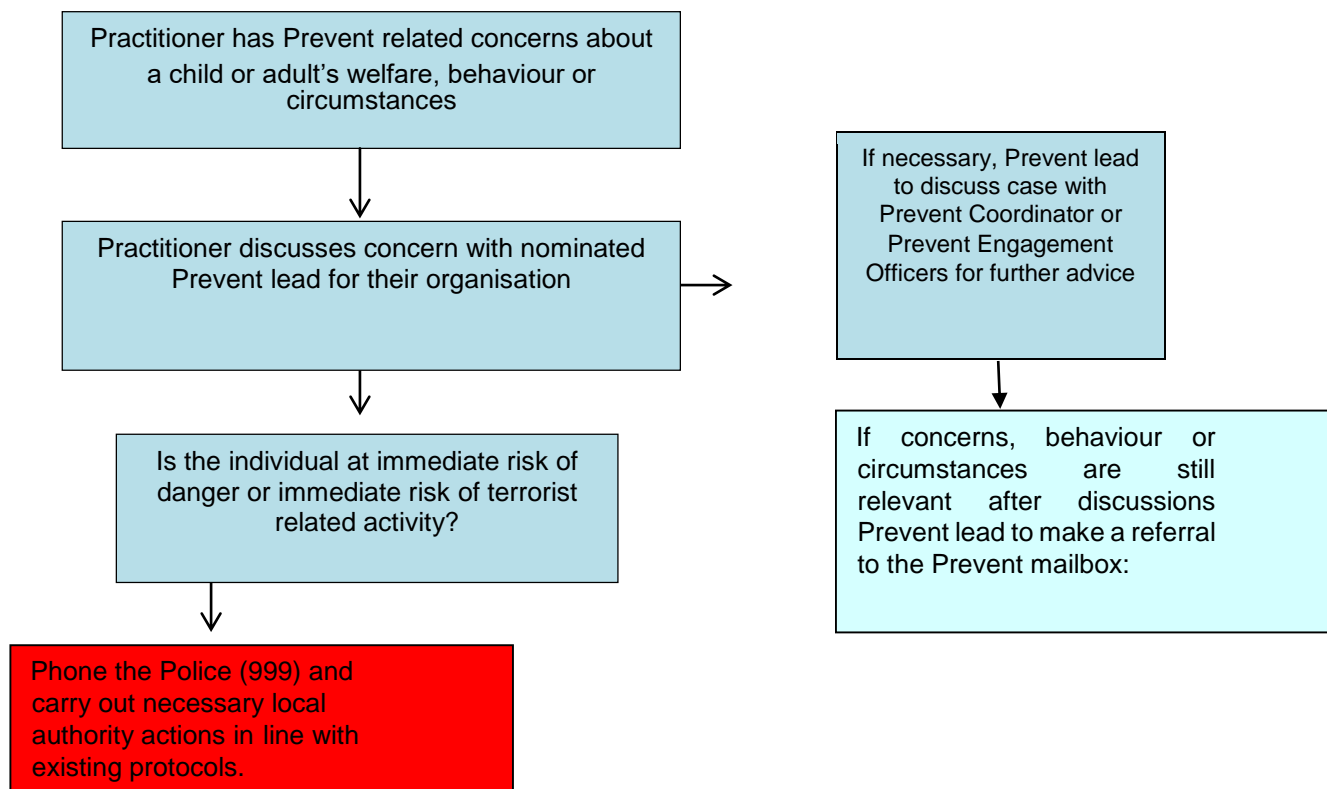 Practitioner has Prevent related concerns about
a child or adult’s welfare, behaviour or
circumstances
Practitioner discusses concern with nominated
Prevent lead for their organisation
If necessary, Prevent lead
to discuss case with
Prevent Coordinator or
Prevent Engagement
Officers for further advice
Is the individual at immediate risk of
danger or immediate risk of terrorist
related activity?
If concerns, behaviour or
circumstances are still
relevant after discussions
Prevent lead to make a referral
to the Prevent mailbox:
Phone the Police (999) and
carry out necessary local
authority actions in line with
existing protocols.